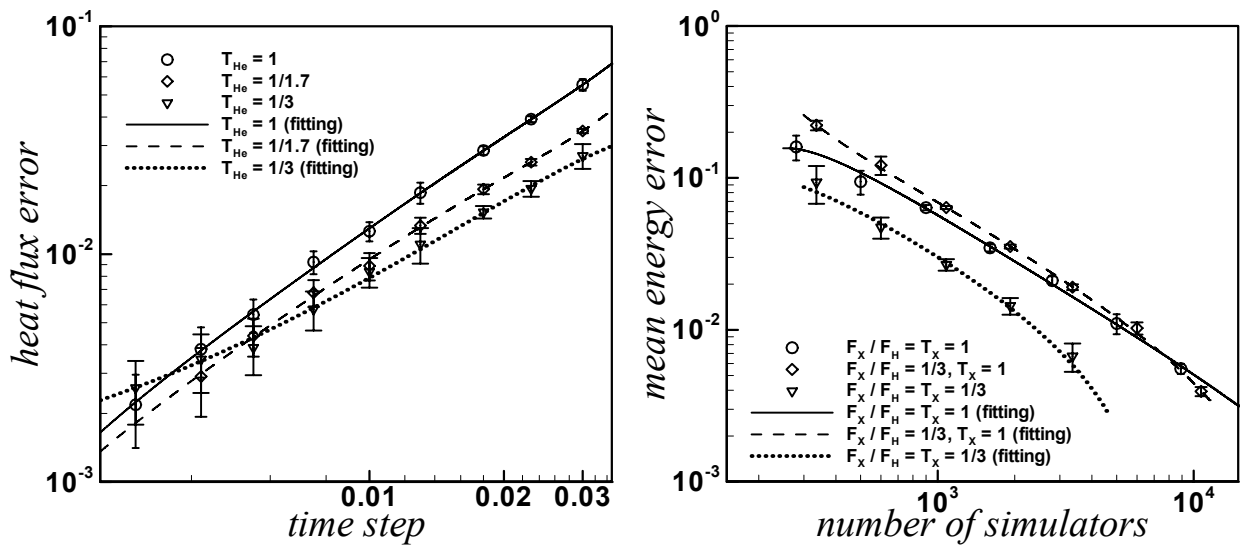 10⁻¹
T_He = 1
T_He = 1/1.7
T_He = 1/3
T_He = 1 (fitting)
T_He = 1/1.7 (fitting)
T_He = 1/3 (fitting)
heat flux error
10⁻²
10⁻³
0.01
0.02
0.03
time step
10⁰
mean energy error
10⁻¹
10⁻²
F_X / F_H = T_X = 1
F_X / F_H = 1/3, T_X = 1
F_X / F_H = T_X = 1/3
F_X / F_H = T_X = 1 (fitting)
F_X / F_H = 1/3, T_X = 1 (fitting)
F_X / F_H = T_X = 1/3 (fitting)
10⁻³
10³
10⁴
number of simulators